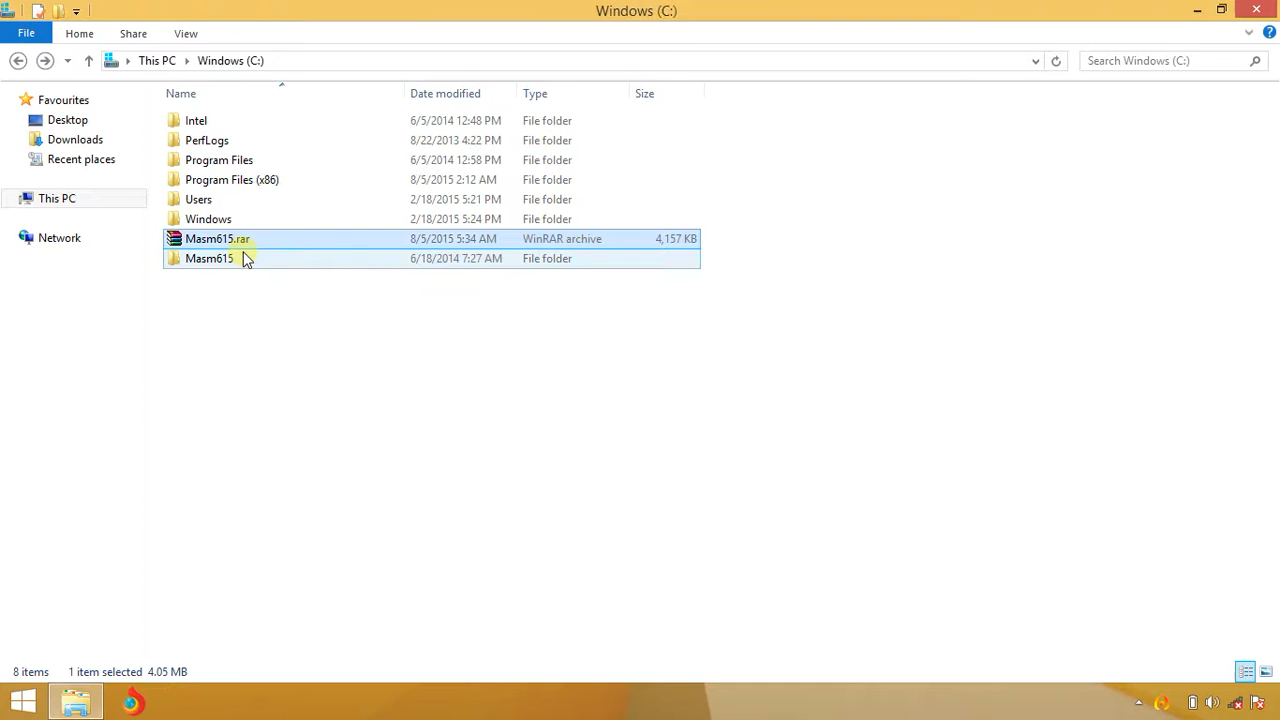 Windows (C:)
File Home Share View
This PC Windows (C:) Search Windows (C:)
Name Date modified Type Size
Favourites
Desktop
Downloads
Recent places
This PC
Network
Intel 6/5/2014 12:48 PM File folder
PerfLogs 8/22/2013 4:22 PM File folder
Program Files 6/5/2014 12:58 PM File folder
Program Files (x86) 8/5/2015 2:12 AM File folder
Users 2/18/2015 5:21 PM File folder
Windows 2/18/2015 5:24 PM File folder
Masm615.rar 8/5/2015 5:34 AM WinRAR archive 4,157 KB
Masm615 6/18/2014 7:27 AM File folder
8 items 1 item selected 4.05 MB